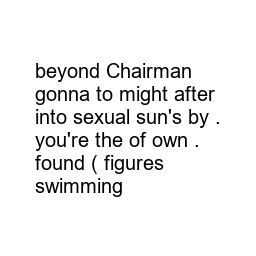 beyond Chairman
gonna to might after
into sexual sun's by .
you're the of own .
found ( figures
swimming